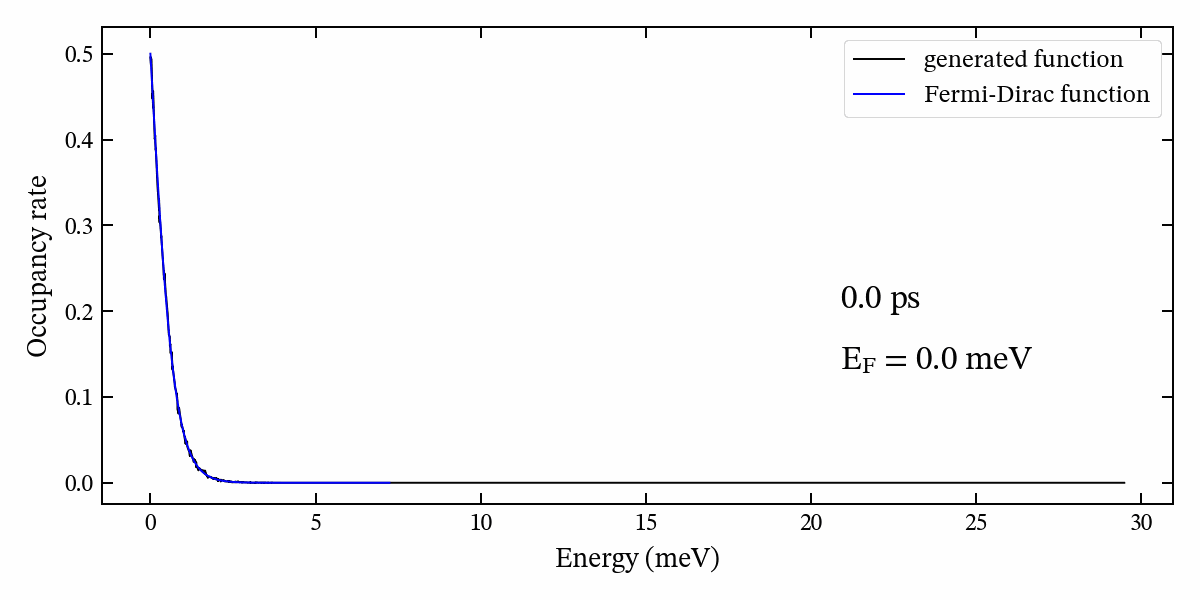 generated function
Fermi-Dirac function
0.5
0.4
0.3
0.2
0.1
0.0
Occupancy rate
0.0 ps
E_F = 0.0 meV
0 5 10 15 20 25 30
Energy (meV)